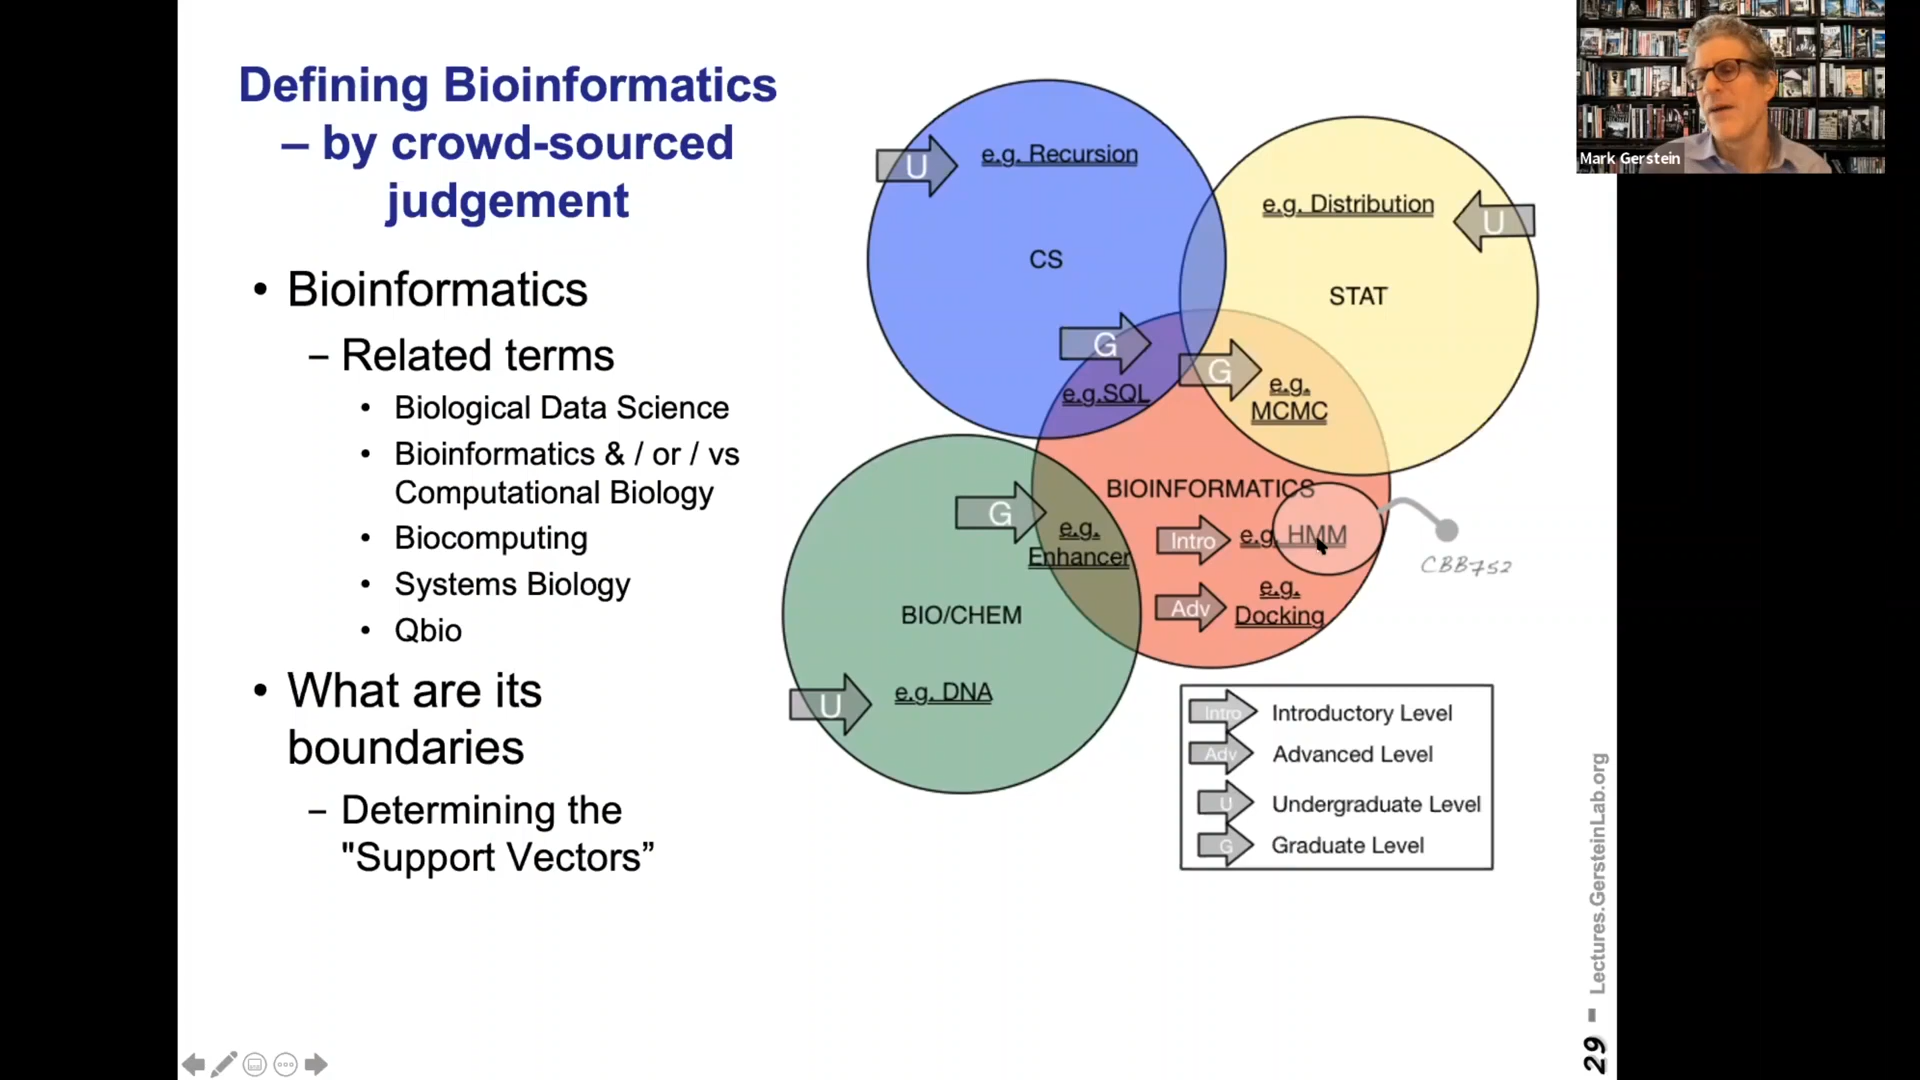 Defining Bioinformatics
– by crowd-sourced
judgement
• Bioinformatics
– Related terms
• Biological Data Science
• Bioinformatics & / or / vs
Computational Biology
• Biocomputing
• Systems Biology
• Qbio
• What are its
boundaries
– Determining the
"Support Vectors”
U
e.g. Recursion
CS
e.g. Distribution
U
STAT
G
e.g.SQL
G
e.g.
MCMC
BIOINFORMATICS
G
e.g.
Enhancer
Intro
e.g. HMM
CBB752
Adv
e.g.
Docking
BIO/CHEM
U
e.g. DNA
Intro Introductory Level
Adv Advanced Level
U Undergraduate Level
G Graduate Level
Mark Gerstein
29 - Lectures.GersteinLab.org